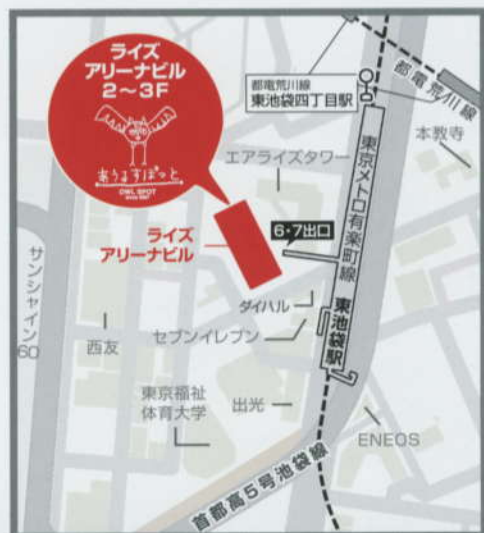 ライズ
アリーナビル
2〜3F
あうるすぽっと
OWL SPOT
都電荒川線
東池袋四丁目駅
都電荒川線
本教寺
エアライズタワー
東京メトロ有楽町線
6・7出口
ライズ
アリーナビル
サンシャイン60
ダイハル
セブンイレブン
東池袋駅
西友
東京福祉
体育大学
出光
ENEOS
首都高5号池袋線